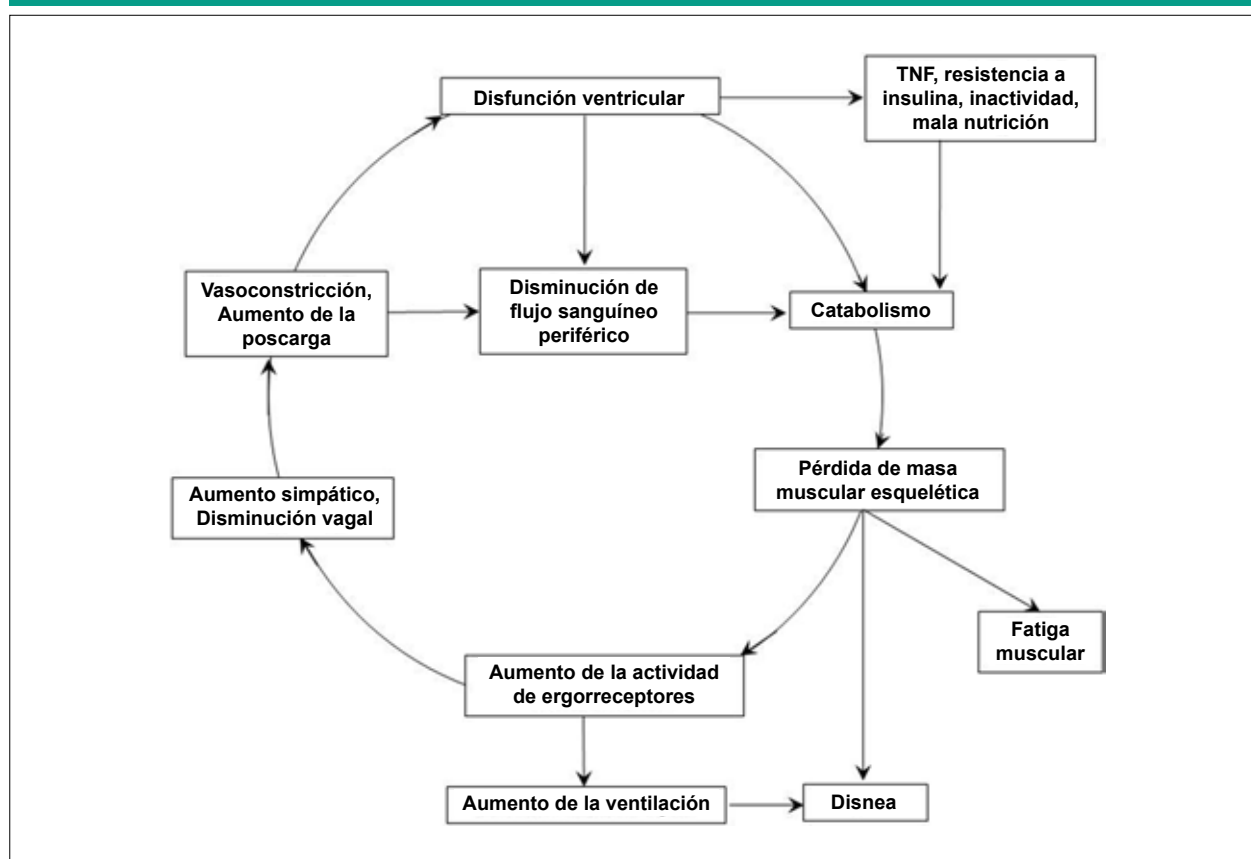 Disfunción ventricular
TNF, resistencia a
insulina, inactividad,
mala nutrición
Vasoconstricción,
Aumento de la
poscarga
Disminución de
flujo sanguíneo
periférico
Catabolismo
Pérdida de masa
muscular esquelética
Aumento simpático,
Disminución vagal
Fatiga
muscular
Aumento de la actividad
de ergorreceptores
Aumento de la ventilación
Disnea